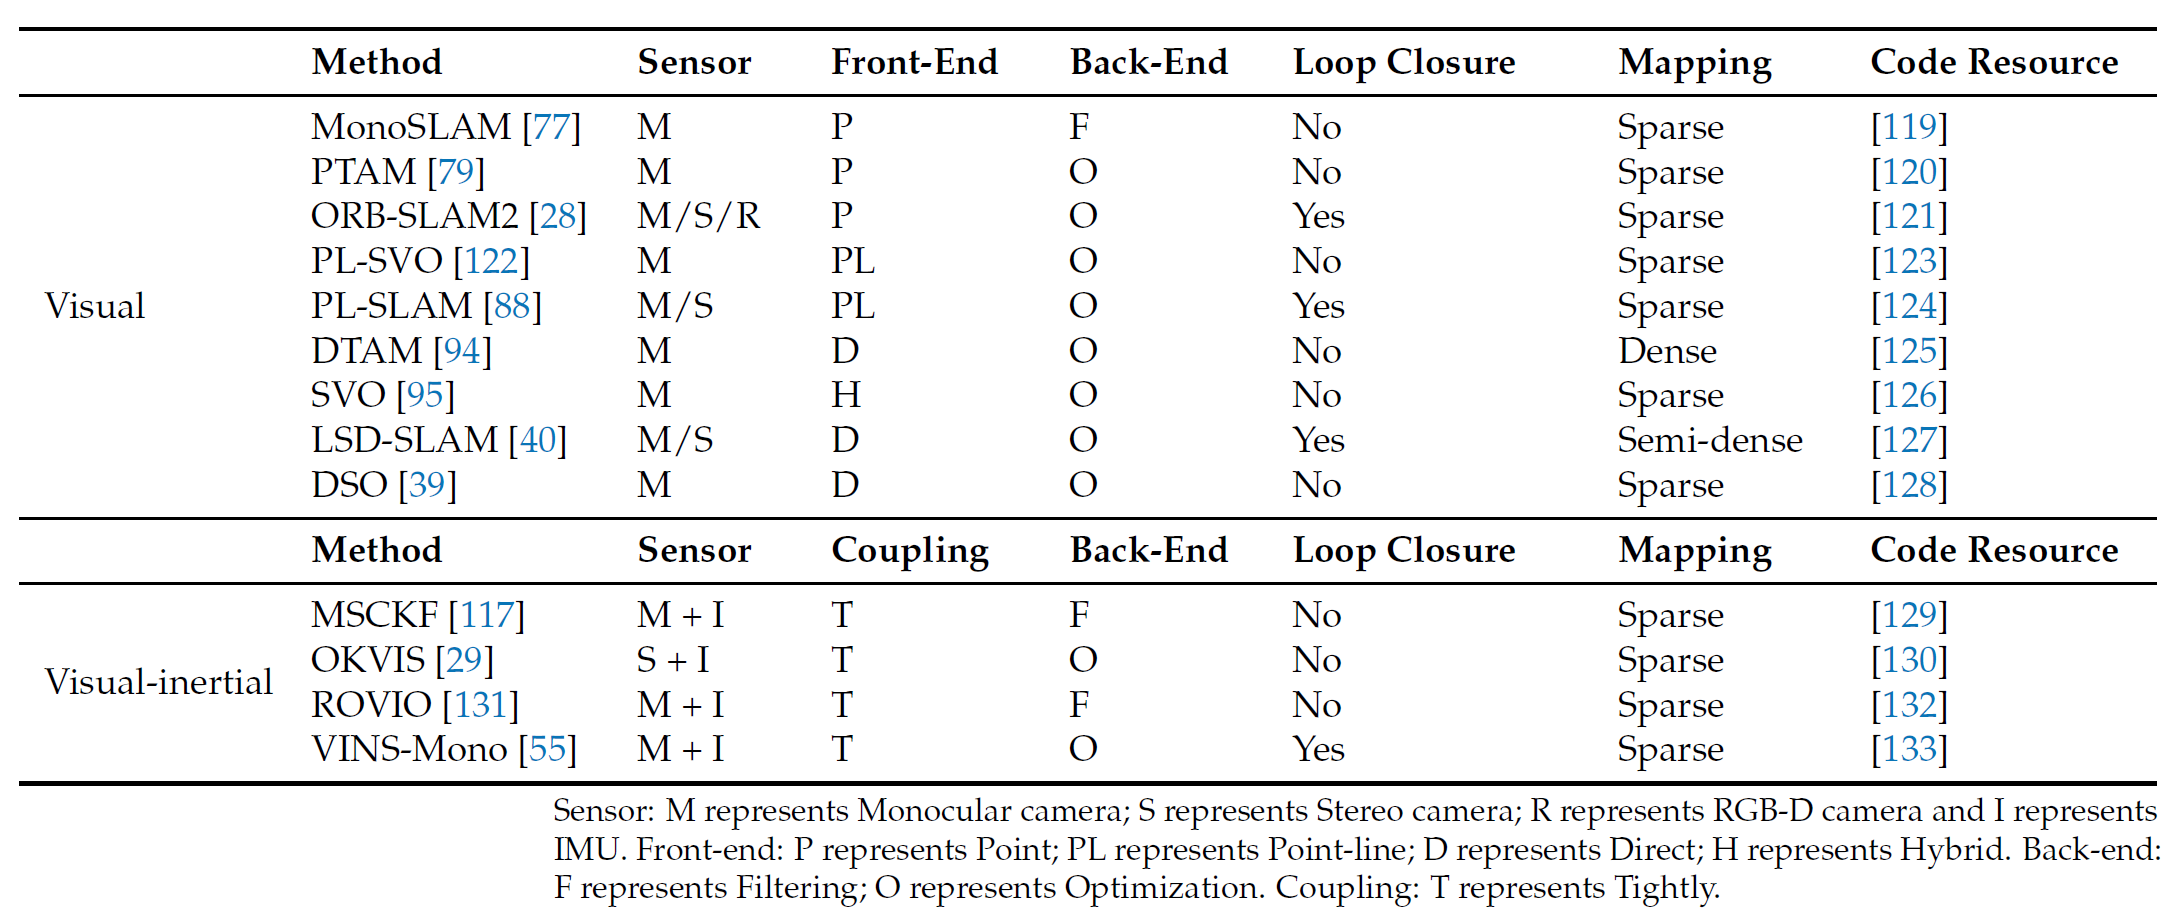 Method Sensor Front-End Back-End Loop Closure Mapping Code Resource
MonoSLAM [77] M P F No Sparse [119]
PTAM [79] M P O No Sparse [120]
ORB-SLAM2 [28] M/S/R P O Yes Sparse [121]
PL-SVO [122] M PL O No Sparse [123]
Visual PL-SLAM [88] M/S PL O Yes Sparse [124]
DTAM [94] M D O No Dense [125]
SVO [95] M H O No Sparse [126]
LSD-SLAM [40] M/S D O Yes Semi-dense [127]
DSO [39] M D O No Sparse [128]
Method Sensor Coupling Back-End Loop Closure Mapping Code Resource
MSCKF [117] M + I T F No Sparse [129]
OKVIS [29] S + I T O No Sparse [130]
Visual-inertial
ROVIO [131] M + I T F No Sparse [132]
VINS-Mono [55] M + I T O Yes Sparse [133]
Sensor: M represents Monocular camera; S represents Stereo camera; R represents RGB-D camera and I represents
IMU. Front-end: P represents Point; PL represents Point-line; D represents Direct; H represents Hybrid. Back-end:
F represents Filtering; O represents Optimization. Coupling: T represents Tightly.